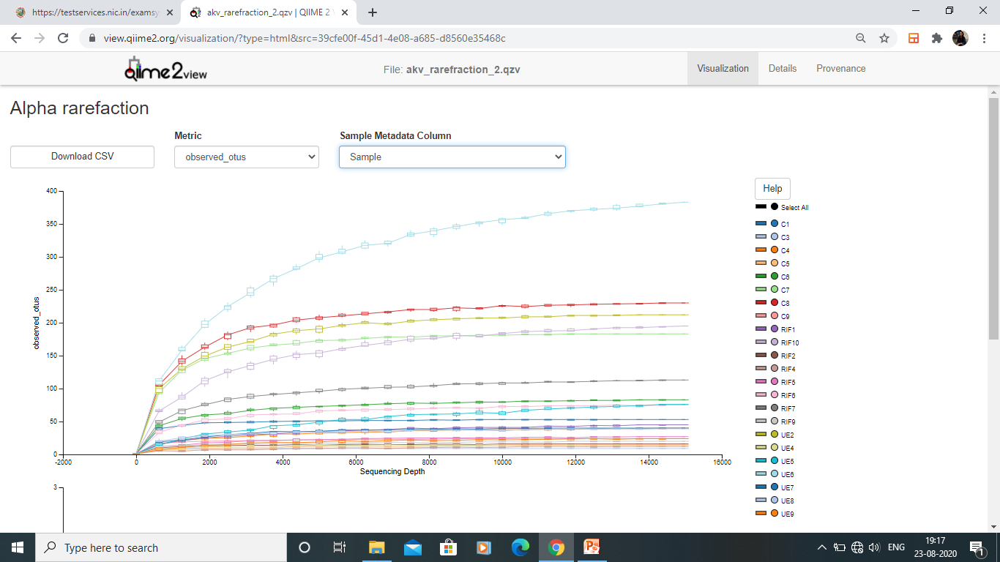 https://testservices.nic.in/examsy
akv_rarefraction_2.qzv | QIIME 2 V
view.qiime2.org/visualization/?type=html&src=39cfe00f-45d1-4e08-a685-d8560e35468c
qiime2view
File: akv_rarefraction_2.qzv
Visualization
Details
Provenance
Alpha rarefaction
Metric
Sample Metadata Column
Download CSV
observed_otus
Sample
Help
Select All
C1
C3
C4
C5
C6
C7
C8
C9
RIF1
RIF10
RIF2
RIF4
RIF5
RIF6
RIF7
RIF9
UE2
UE4
UE5
UE6
UE7
UE8
UE9
400
350
300
250
200
150
100
50
0
observed_otus
-2000
0
2000
4000
6000
8000
10000
12000
14000
16000
Sequencing Depth
3
Type here to search
ENG
19:17
23-08-2020
1